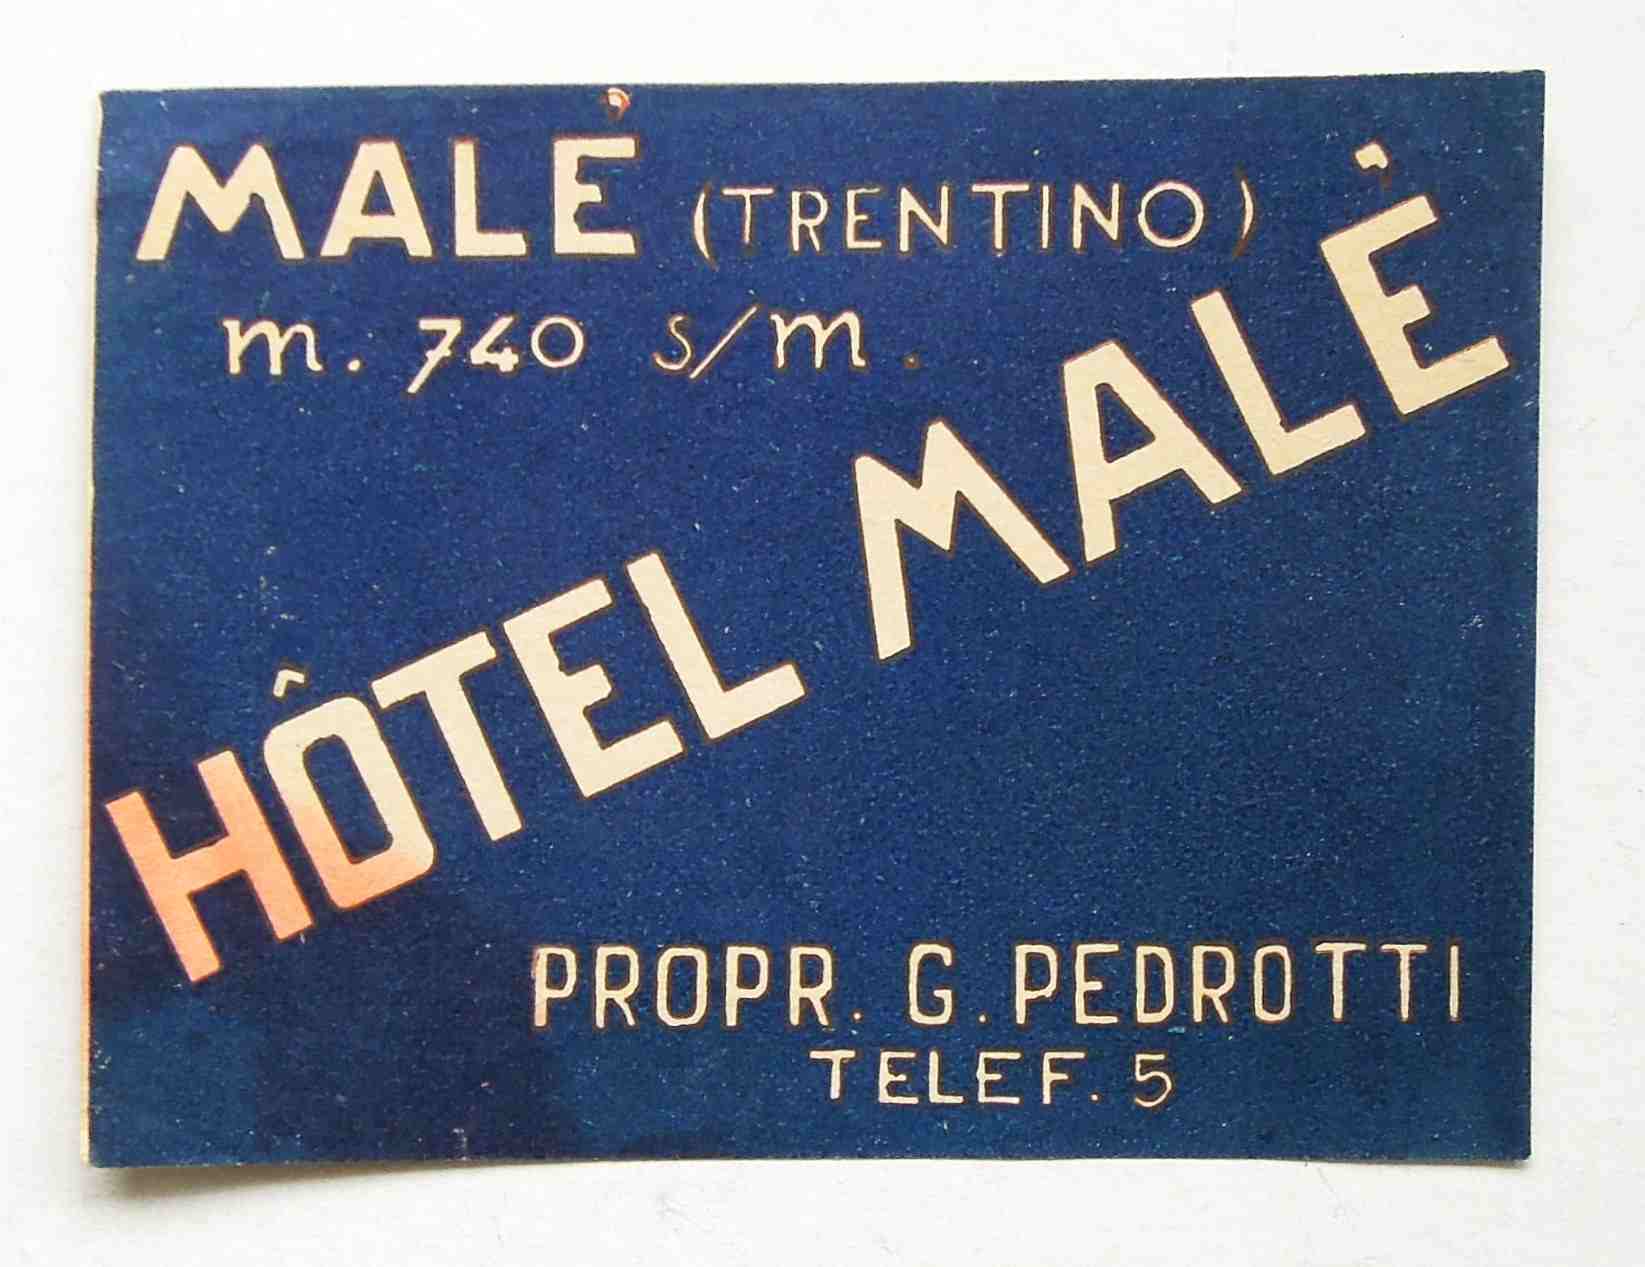 MALÈ (TRENTINO)
m. 740 s/m.
HÔTEL MALÈ
PROPR. G. PEDROTTI
TELEF. 5